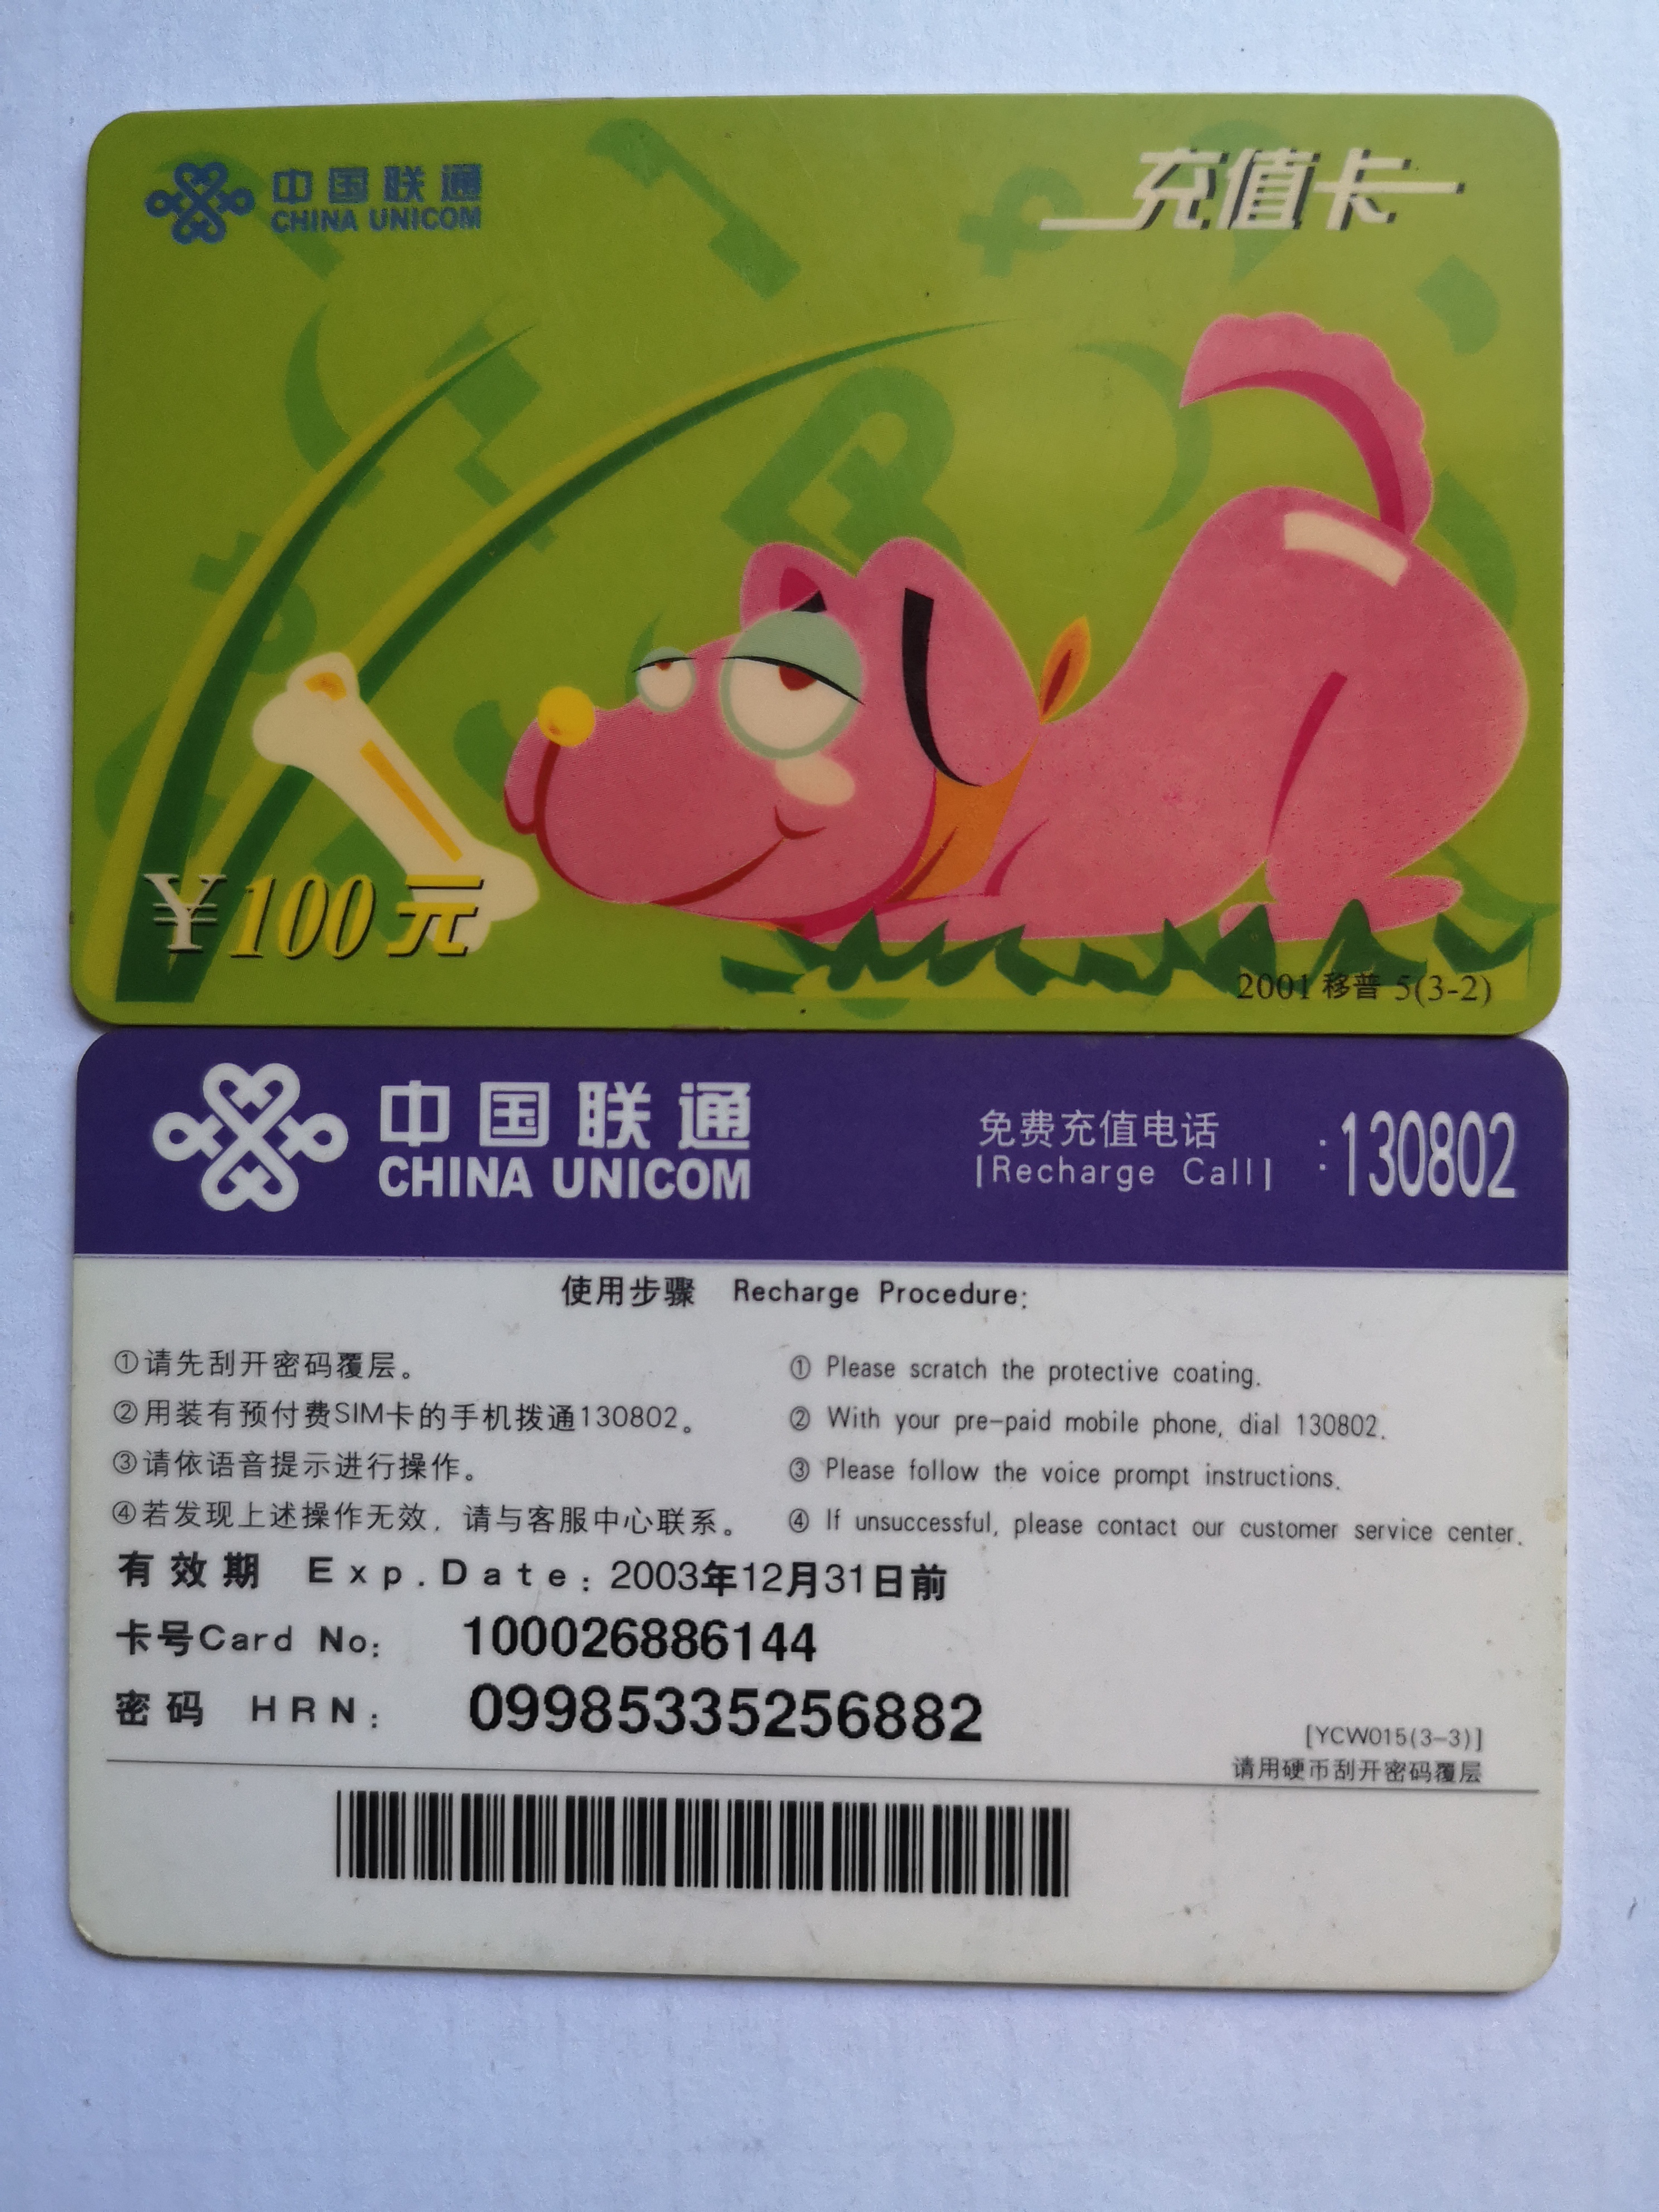 中国联通
CHINA UNICOM
充值卡
¥100元
2001 移普 5(3-2)
中国联通
CHINA UNICOM
免费充值电话
[Recharge Call]
:130802
使用步骤 Recharge Procedure:
①请先刮开密码覆层。
②用装有预付费SIM卡的手机拨通130802。
③请依语音提示进行操作。
④若发现上述操作无效，请与客服中心联系。
① Please scratch the protective coating.
② With your pre-paid mobile phone, dial 130802.
③ Please follow the voice prompt instructions.
④ If unsuccessful, please contact our customer service center.
有效期 Exp.Date: 2003年12月31日前
卡号Card No: 100026886144
密码 HRN: 09985335256882
[YCW015(3-3)]
请用硬币刮开密码覆层